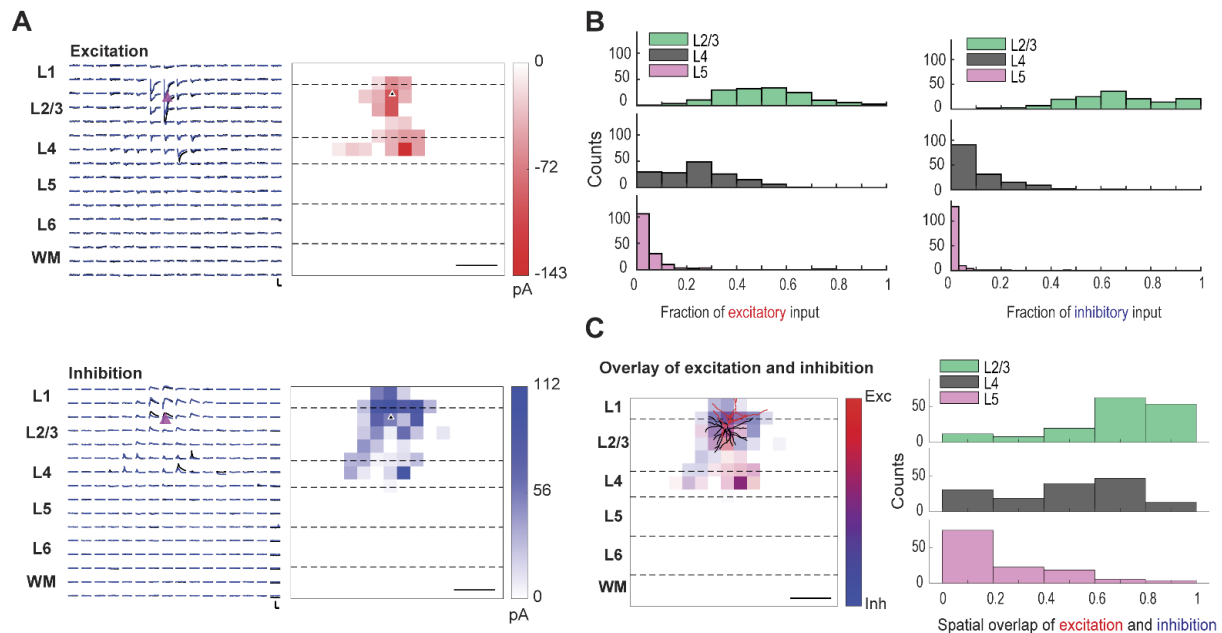 A
Excitation
L1
L2/3
L4
L5
L6
WM
0
-72
-143
pA
Inhibition
L1
L2/3
L4
L5
L6
WM
112
56
0
pA
B
L2/3
L4
L5
100
50
0
100
50
0
100
50
0
Counts
0 0.2 0.4 0.6 0.8 1
Fraction of excitatory input
L2/3
L4
L5
100
50
0
100
50
0
100
50
0
0 0.2 0.4 0.6 0.8 1
Fraction of inhibitory input
C
Overlay of excitation and inhibition
L1
L2/3
L4
L5
L6
WM
Exc
Inh
L2/3
L4
L5
50
0
50
0
50
0
Counts
0 0.2 0.4 0.6 0.8 1
Spatial overlap of excitation and inhibition